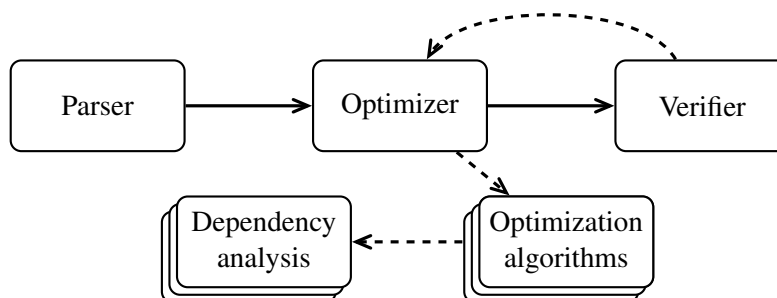 Parser
Optimizer
Verifier
Dependency
analysis
Optimization
algorithms